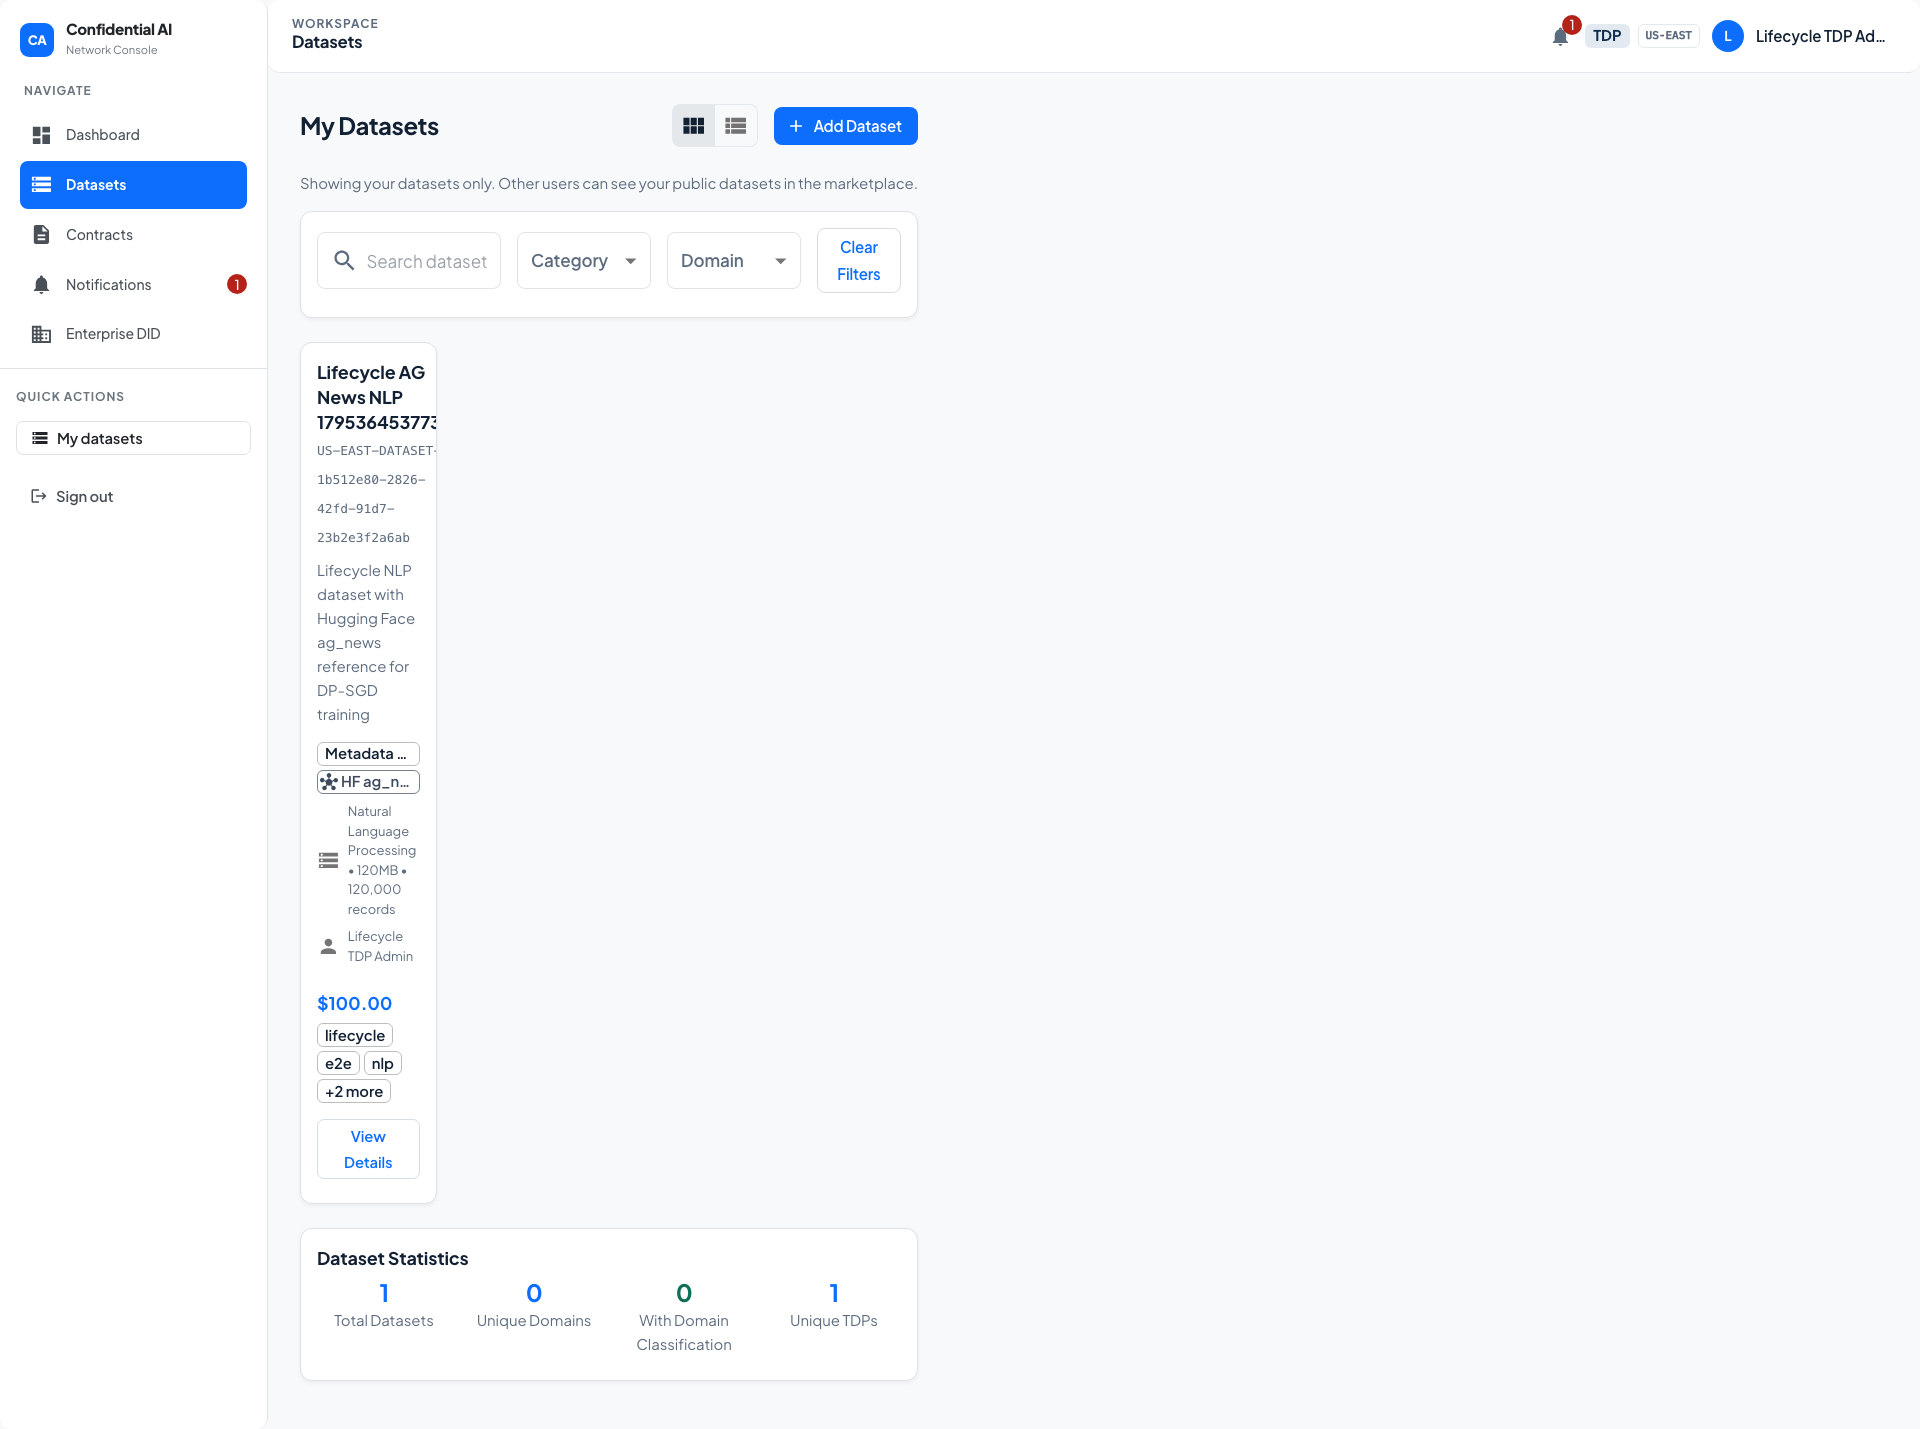 CA
Confidential AI
Network Console
NAVIGATE
Dashboard
Datasets
Contracts
Notifications
1
Enterprise DID
QUICK ACTIONS
My datasets
Sign out
WORKSPACE
Datasets
1
TDP
US-EAST
L
Lifecycle TDP Ad...
My Datasets
Add Dataset
Showing your datasets only. Other users can see your public datasets in the marketplace.
Search dataset
Category
Domain
Clear
Filters
Lifecycle AG
News NLP
179536453773
US-EAST-DATASET-
1b512e80-2826-
42fd-91d7-
23b2e3f2a6ab
Lifecycle NLP
dataset with
Hugging Face
ag_news
reference for
DP-SGD
training
Metadata ...
HF ag_n...
Natural
Language
Processing
• 120MB •
120,000
records
Lifecycle
TDP Admin
$100.00
lifecycle
e2e nlp
+2 more
View
Details
Dataset Statistics
1
Total Datasets
0
Unique Domains
0
With Domain
Classification
1
Unique TDPs